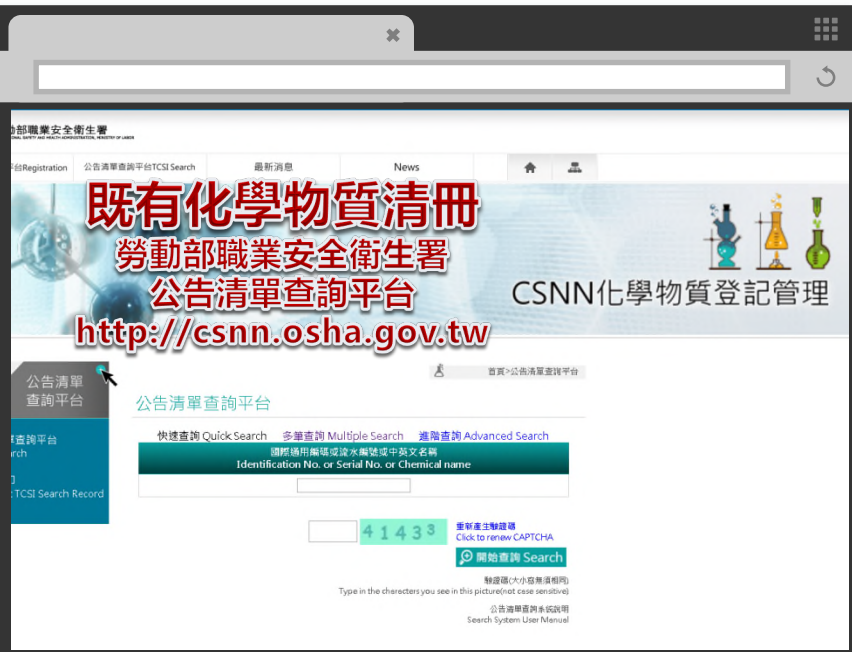 動部職業安全衛生署
台Registration
公告清單查詢平台TCSI Search
最新消息
News
既有化學物質清冊
勞動部職業安全衛生署
公告清單查詢平台
http://csnn.osha.gov.tw
CSNN化學物質登記管理
首頁>公告清單查詢平台
公告清單
查詢平台
查詢平台
rch
TCSI Search Record
公告清單查詢平台
快速查詢 Quick Search
多筆查詢 Multiple Search
進階查詢 Advanced Search
國際通用編碼或流水編號或中英文名稱
Identification No. or Serial No. or Chemical name
41433
重新產生驗證碼
Click to renew CAPTCHA
開始查詢 Search
驗證碼(大小寫無須相同)
Type in the characters you see in this picture(not case sensitive)
公告清單查詢系統說明
Search System User Manual